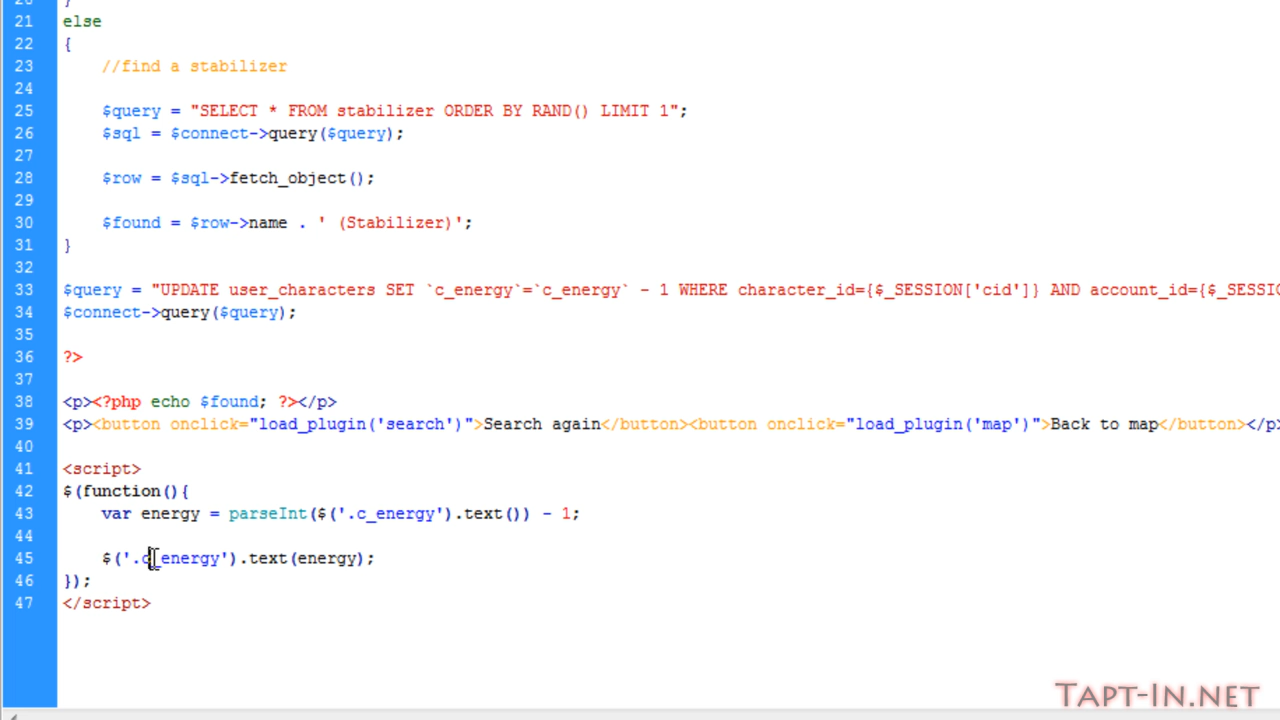 20 }
21 else
22 {
23 //find a stabilizer
24
25 $query = "SELECT * FROM stabilizer ORDER BY RAND() LIMIT 1";
26 $sql = $connect->query($query);
27
28 $row = $sql->fetch_object();
29
30 $found = $row->name . ' (Stabilizer)';
31 }
32
33 $query = "UPDATE user_characters SET `c_energy`=`c_energy` - 1 WHERE character_id={$_SESSION['cid']} AND account_id={$_SESSIO
34 $connect->query($query);
35
36 ?>
37
38 <p><?php echo $found; ?></p>
39 <p><button onclick="load_plugin('search')">Search again</button><button onclick="load_plugin('map')">Back to map</button></p>
40
41 <script>
42 $(function(){
43 var energy = parseInt($('.c_energy').text()) - 1;
44
45 $('.c_energy').text(energy);
46 });
47 </script>
TAPT-IN.NET